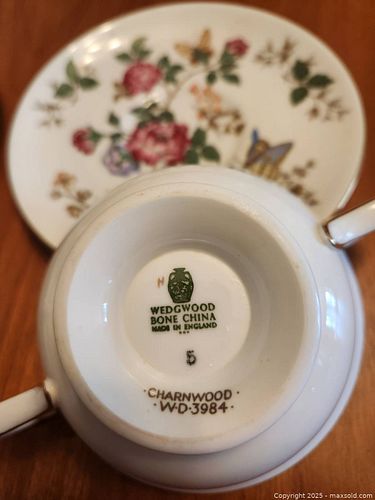 H
WEDGWOOD
BONE CHINA
MADE IN ENGLAND
5
·CHARNWOOD·
·W·D·3984·
Copyright 2025 - maxsold.com